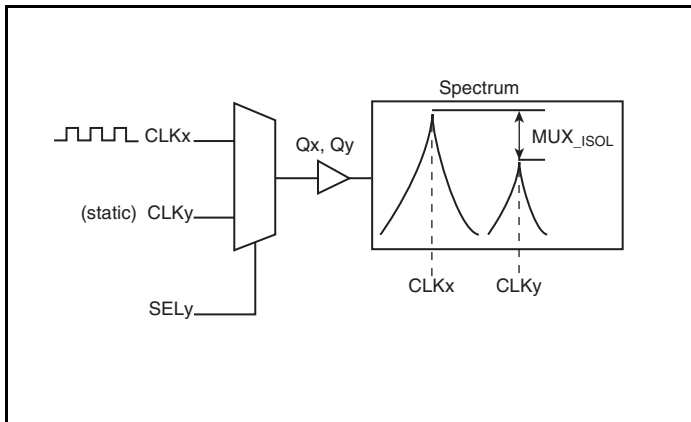 Spectrum
CLKx
Qx, Qy
MUX_ISOL
(static) CLKy
CLKx
CLKy
SELy